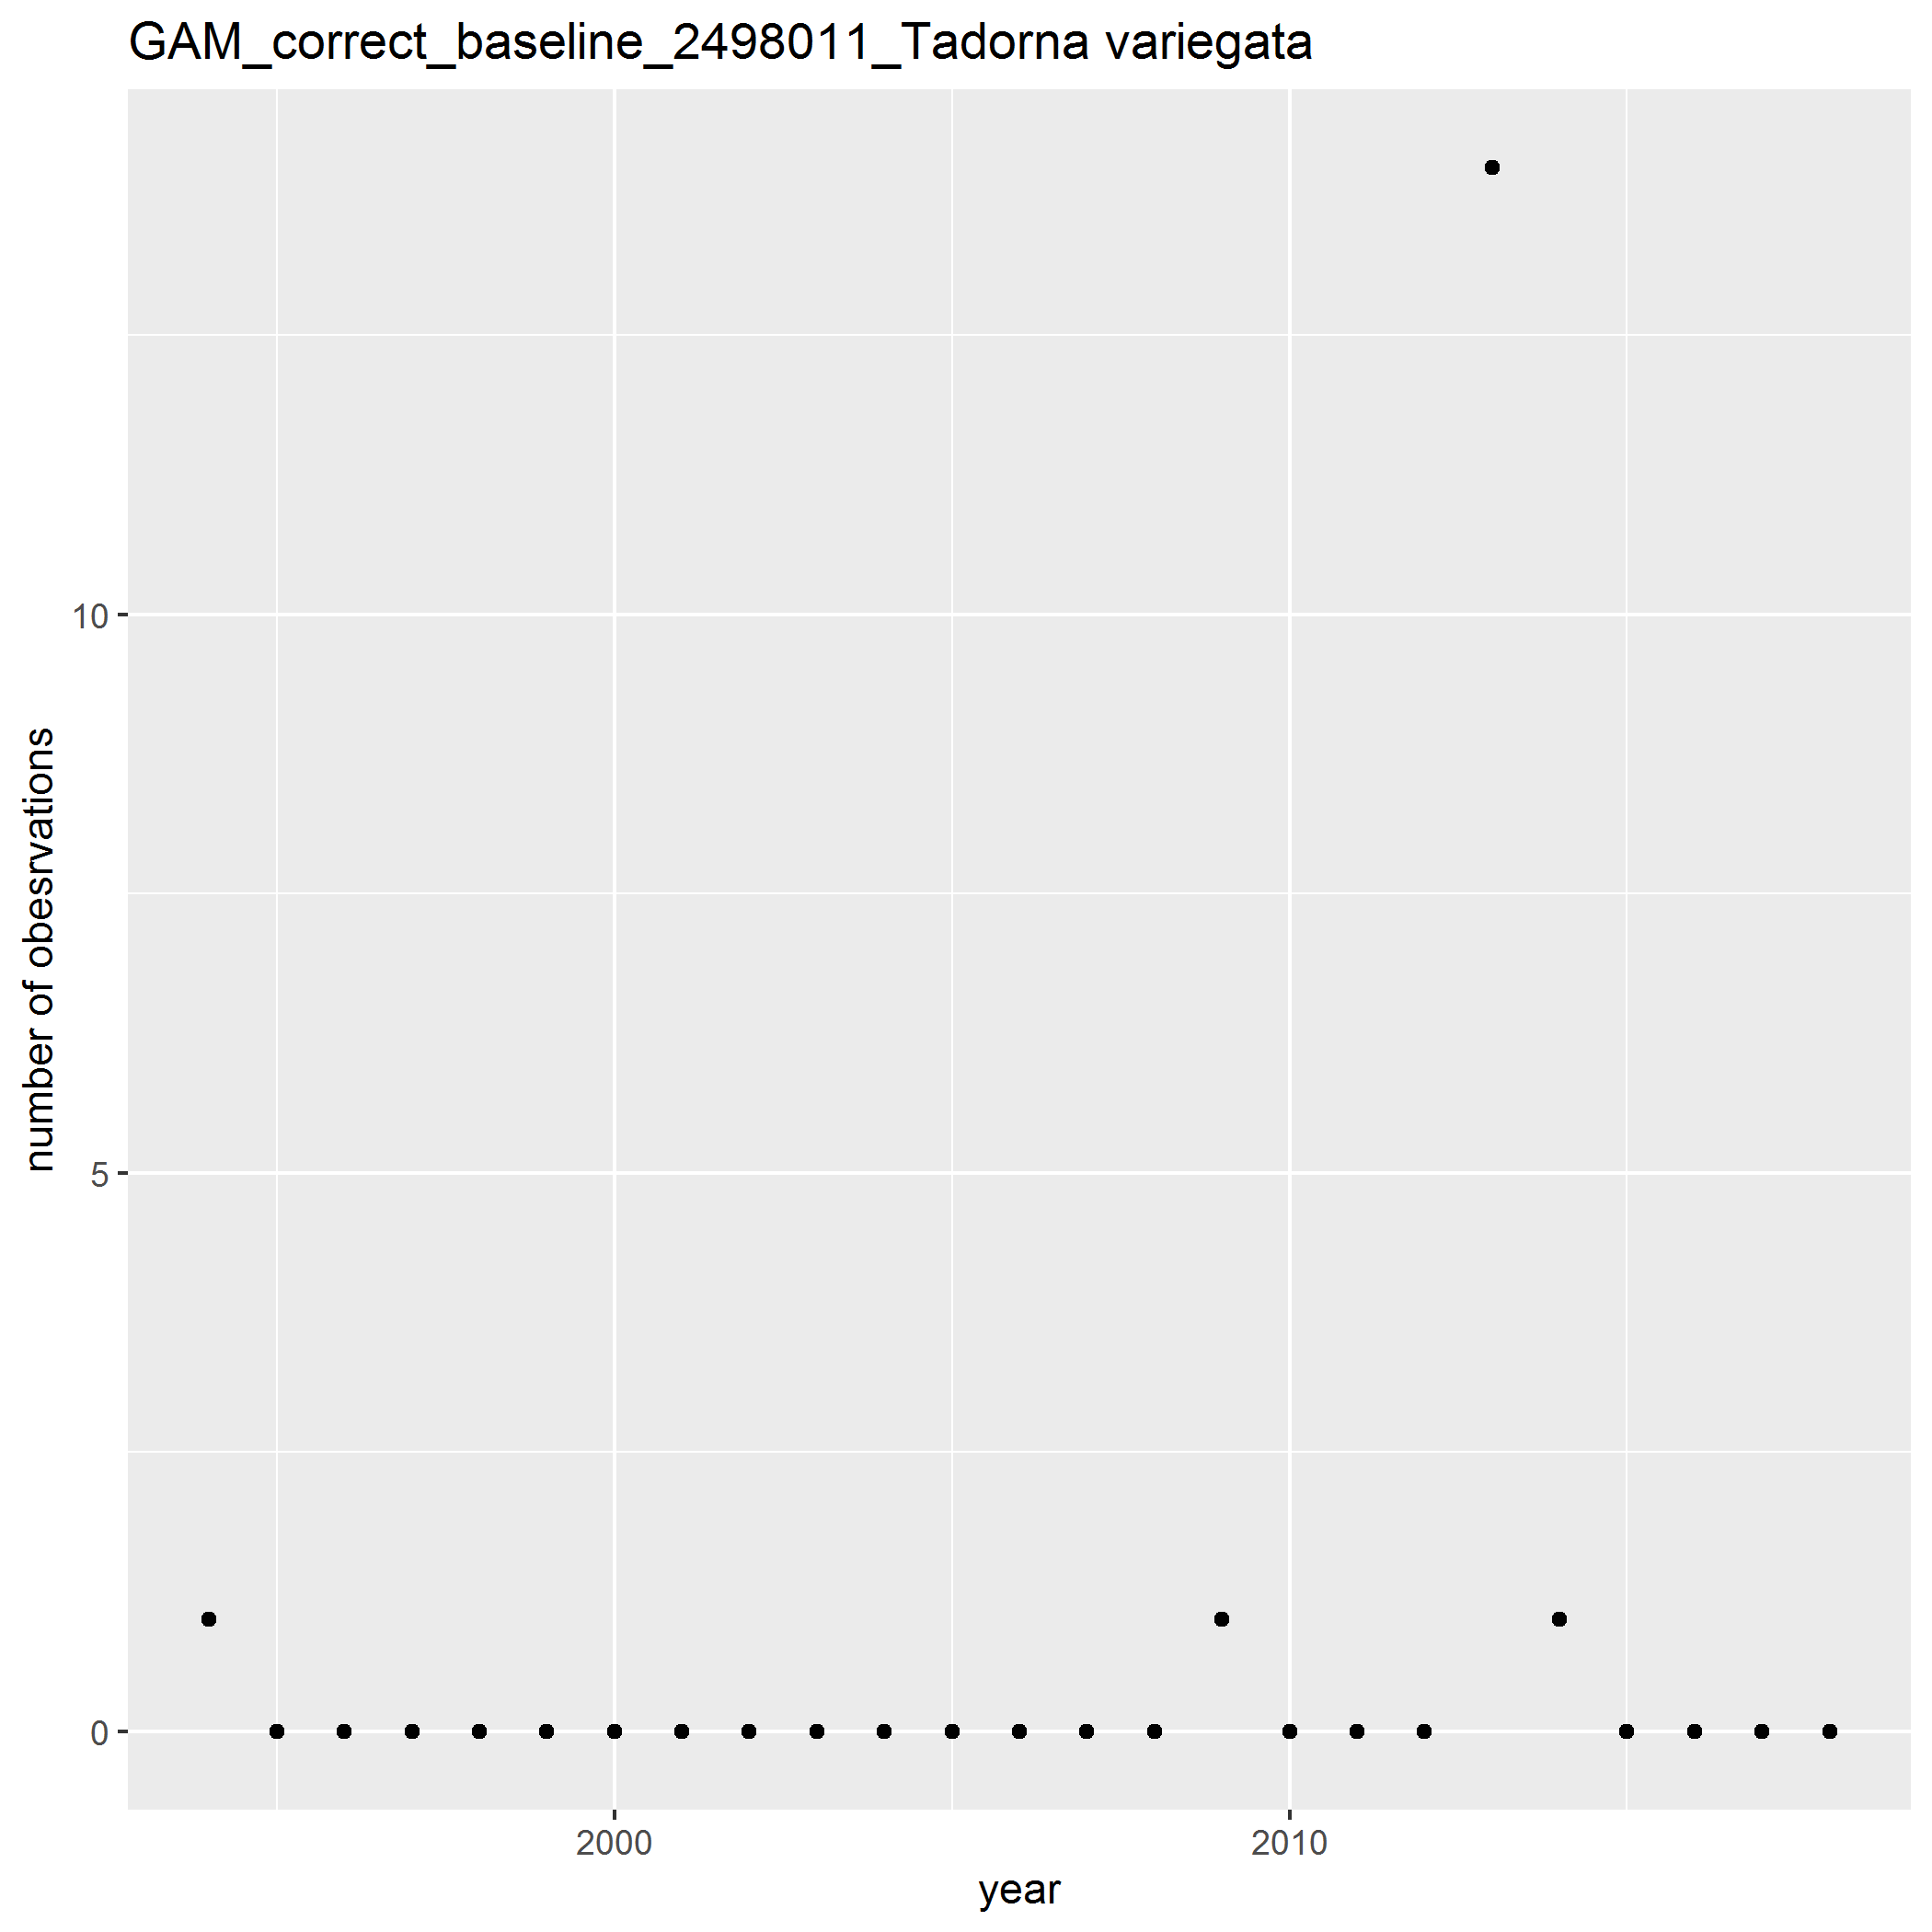 GAM_correct_baseline_2498011_Tadorna variegata
number of obesrvations
10
5
0
2000
2010
year